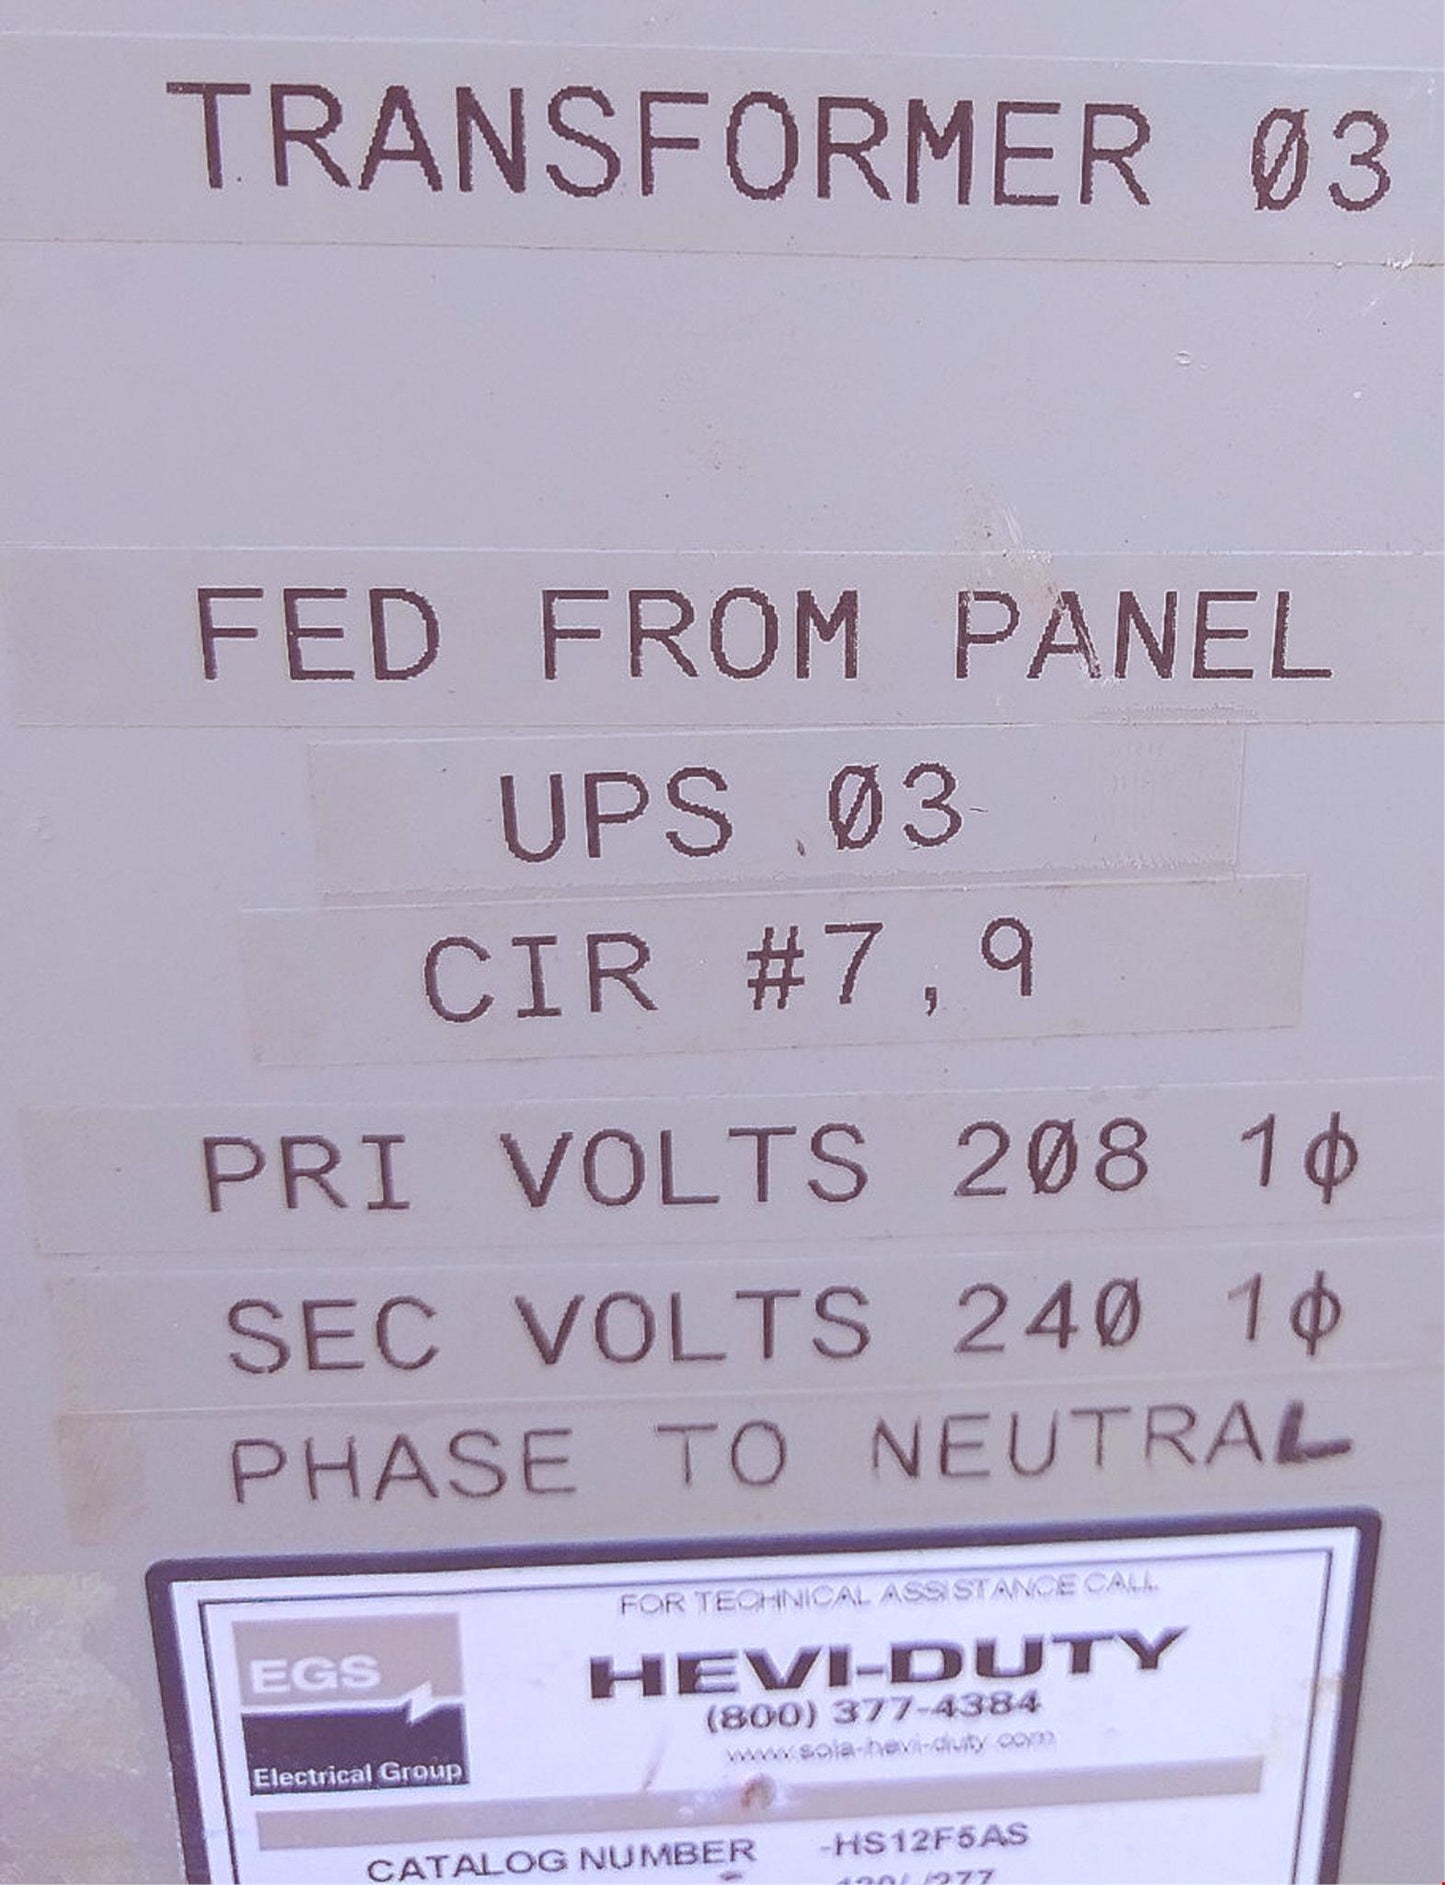 TRANSFORMER Ø3
FED FROM PANEL
UPS Ø3
CIR #7,9
PRI VOLTS 2Ø8 1ϕ
SEC VOLTS 24Ø 1ϕ
PHASE TO NEUTRAL
FOR TECHNICAL ASSISTANCE CALL
EGS
HEVI-DUTY
(800) 377-4384
www.sola-hevi-duty.com
Electrical Group
CATALOG NUMBER -HS12F5AS